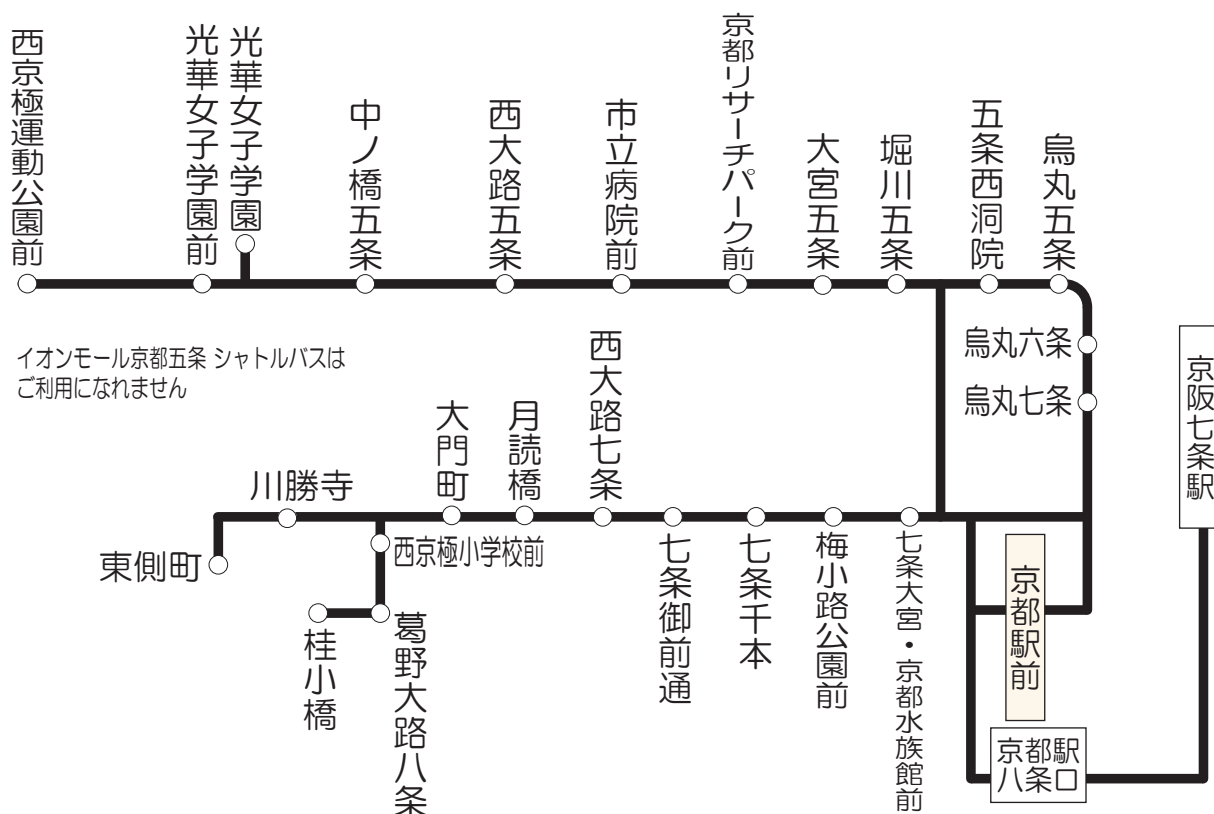 西京極運動公園前
光華女子学園前
光華女子学園
中ノ橋五条
西大路五条
市立病院前
京都リサーチパーク前
大宮五条
堀川五条
五条西洞院
烏丸五条
烏丸六条
烏丸七条
京阪七条駅
イオンモール京都五条 シャトルバスは
ご利用になれません
西大路七条
月読橋
大門町
川勝寺
東側町
西京極小学校前
桂小橋
葛野大路八条
七条御前通
七条千本
梅小路公園前
七条大宮・京都水族館前
京都駅前
京都駅
八条口